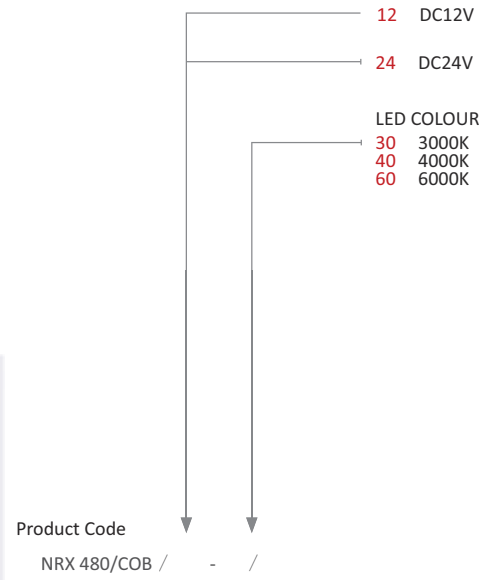 12 DC12V
24 DC24V
LED COLOUR
30 3000K
40 4000K
60 6000K
Product Code
NRX 480/COB / - /